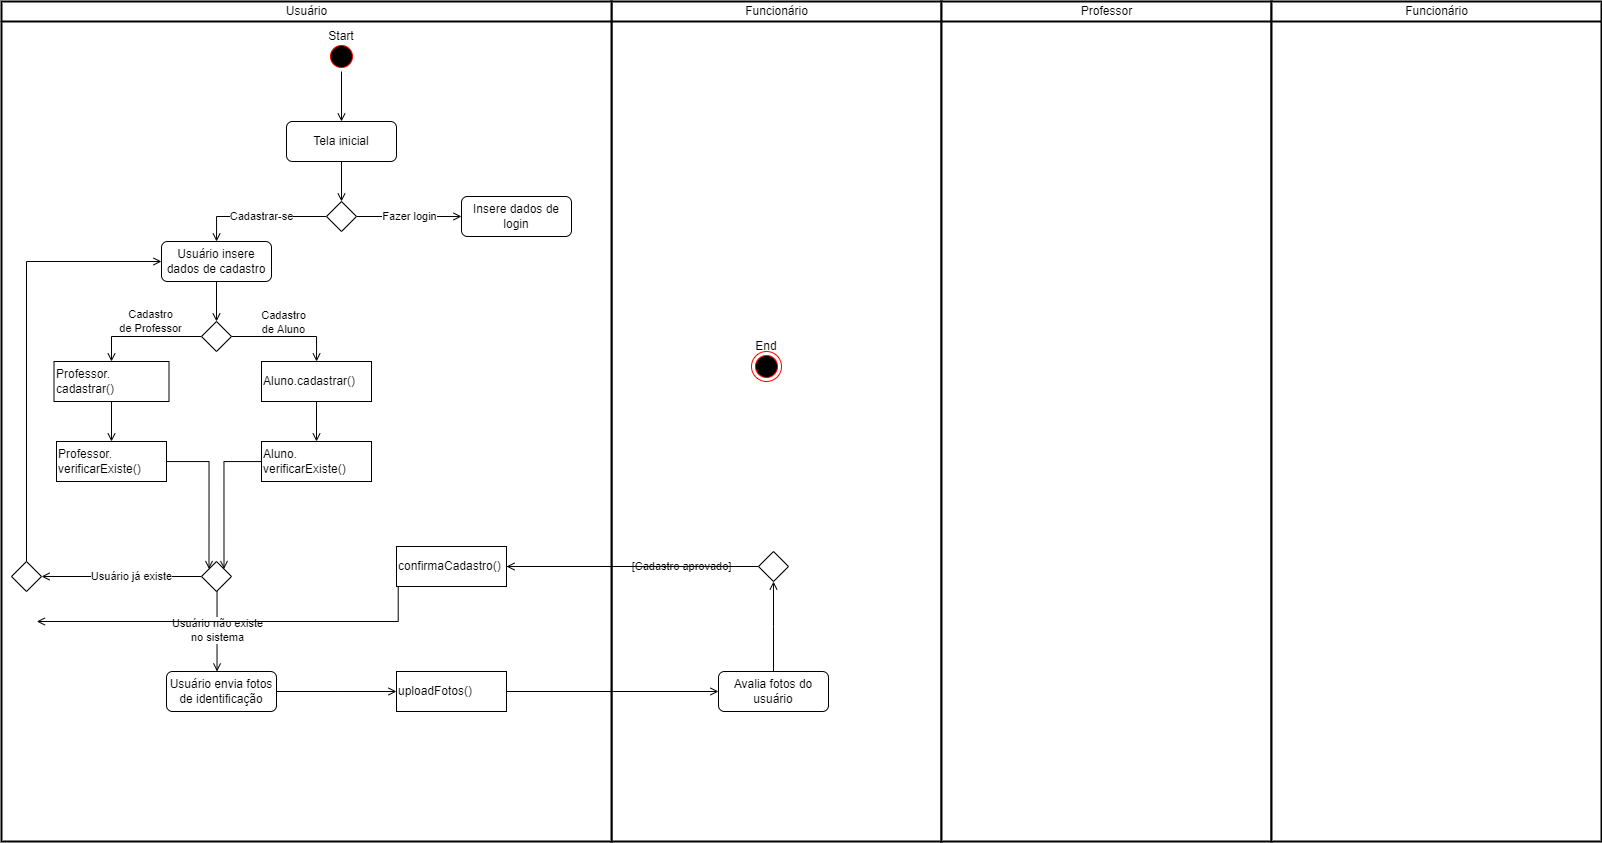 Usuário
Funcionário
Professor
Funcionário
Start
Tela inicial
Cadastrar-se
Fazer login
Insere dados de
login
Usuário insere
dados de cadastro
Cadastro
de Professor
Cadastro
de Aluno
End
Professor.
cadastrar()
Aluno.cadastrar()
Professor.
verificarExiste()
Aluno.
verificarExiste()
confirmaCadastro()
[Cadastro aprovado]
Usuário já existe
Usuário não existe
no sistema
Usuário envia fotos
de identificação
uploadFotos()
Avalia fotos do
usuário